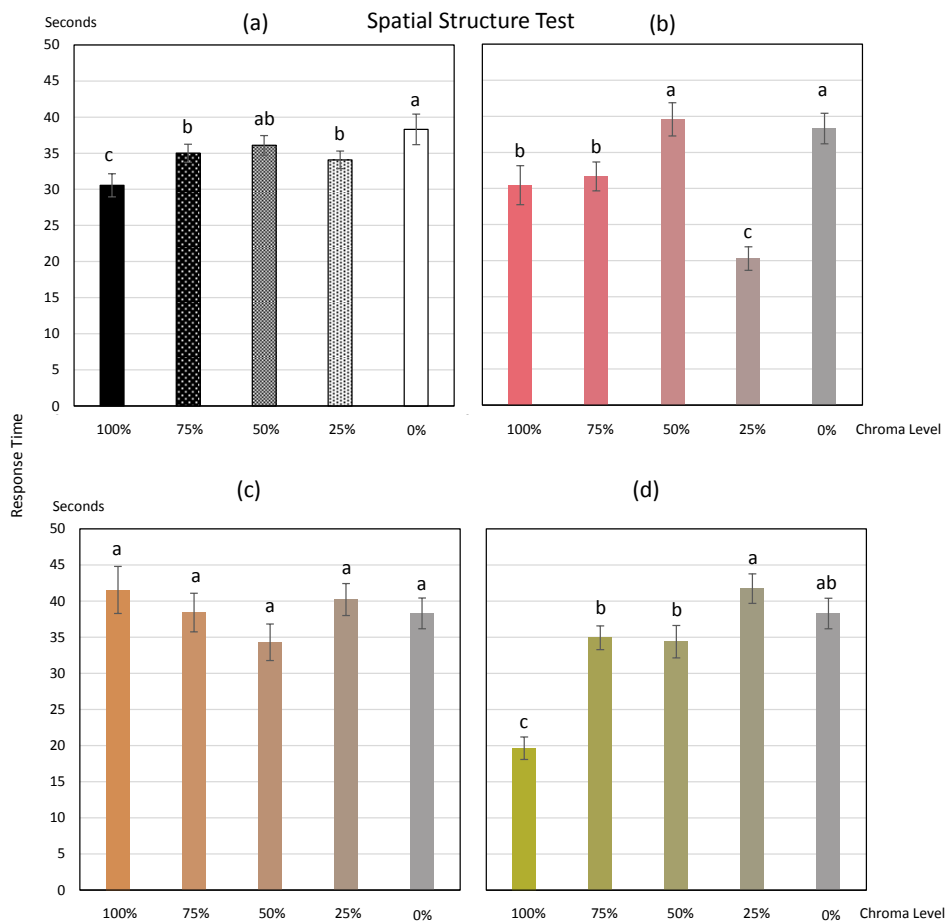 Spatial Structure Test
Seconds
(a)
(b)
50
45
40
35
30
25
20
15
10
5
0
c
b
ab
b
a
b
b
a
c
a
100% 75% 50% 25% 0%
100% 75% 50% 25% 0% Chroma Level
Response Time
(c)
(d)
Seconds
50
45
40
35
30
25
20
15
10
5
0
a
a
a
a
a
c
b
b
a
ab
100% 75% 50% 25% 0%
100% 75% 50% 25% 0% Chroma Level